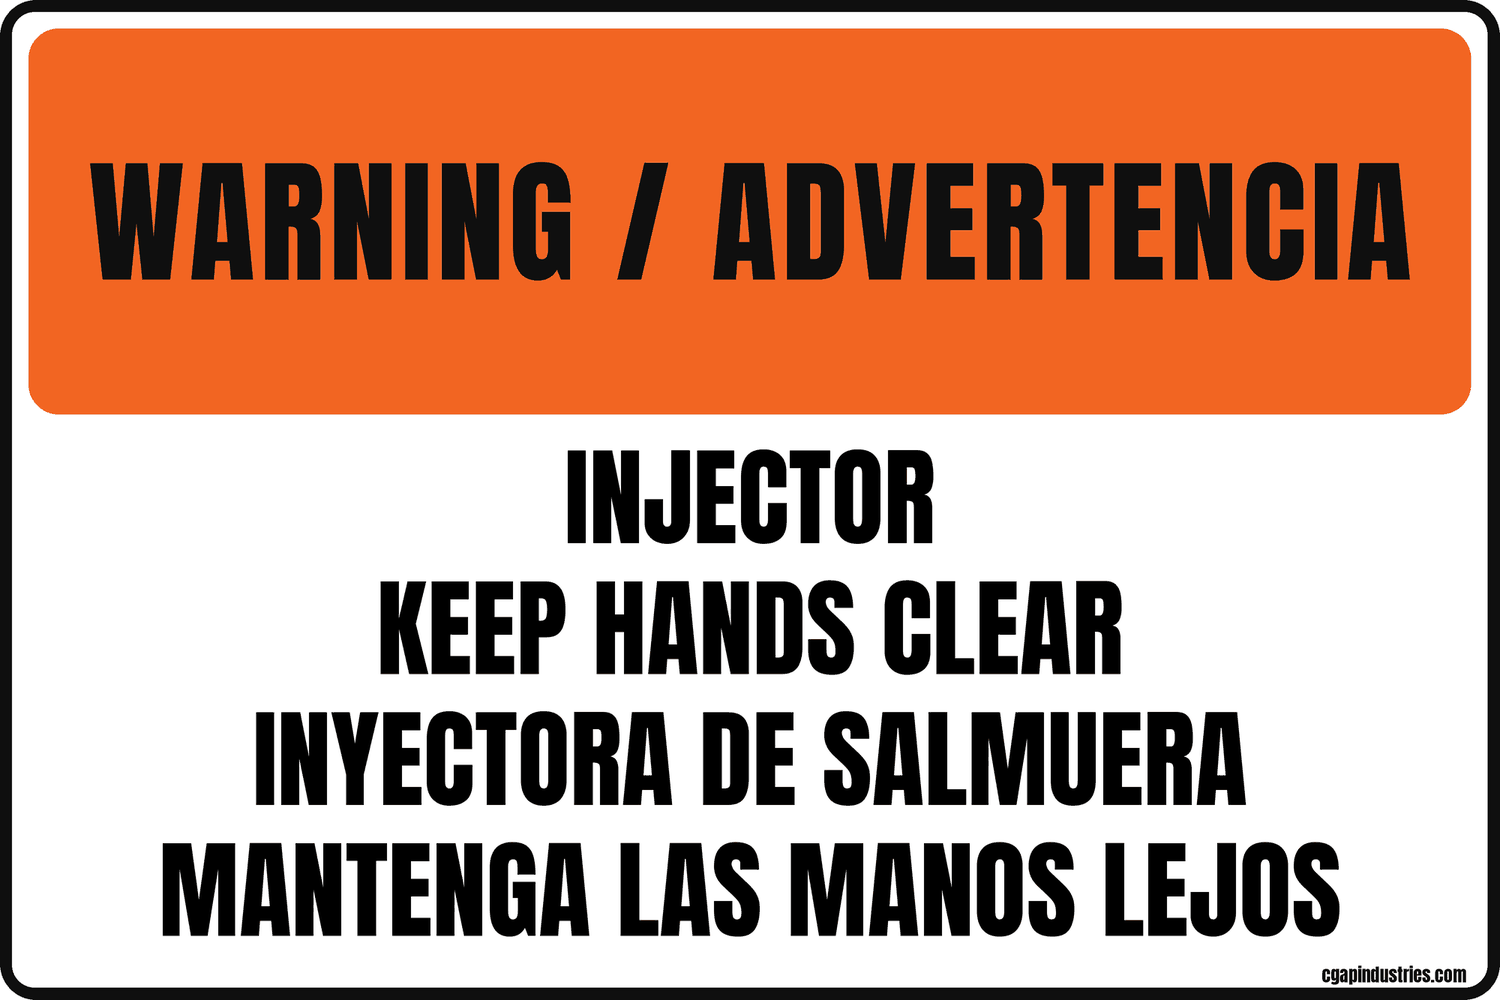 WARNING / ADVERTENCIA
INJECTOR
KEEP HANDS CLEAR
INYECTORA DE SALMUERA
MANTENGA LAS MANOS LEJOS
cgapindustries.com